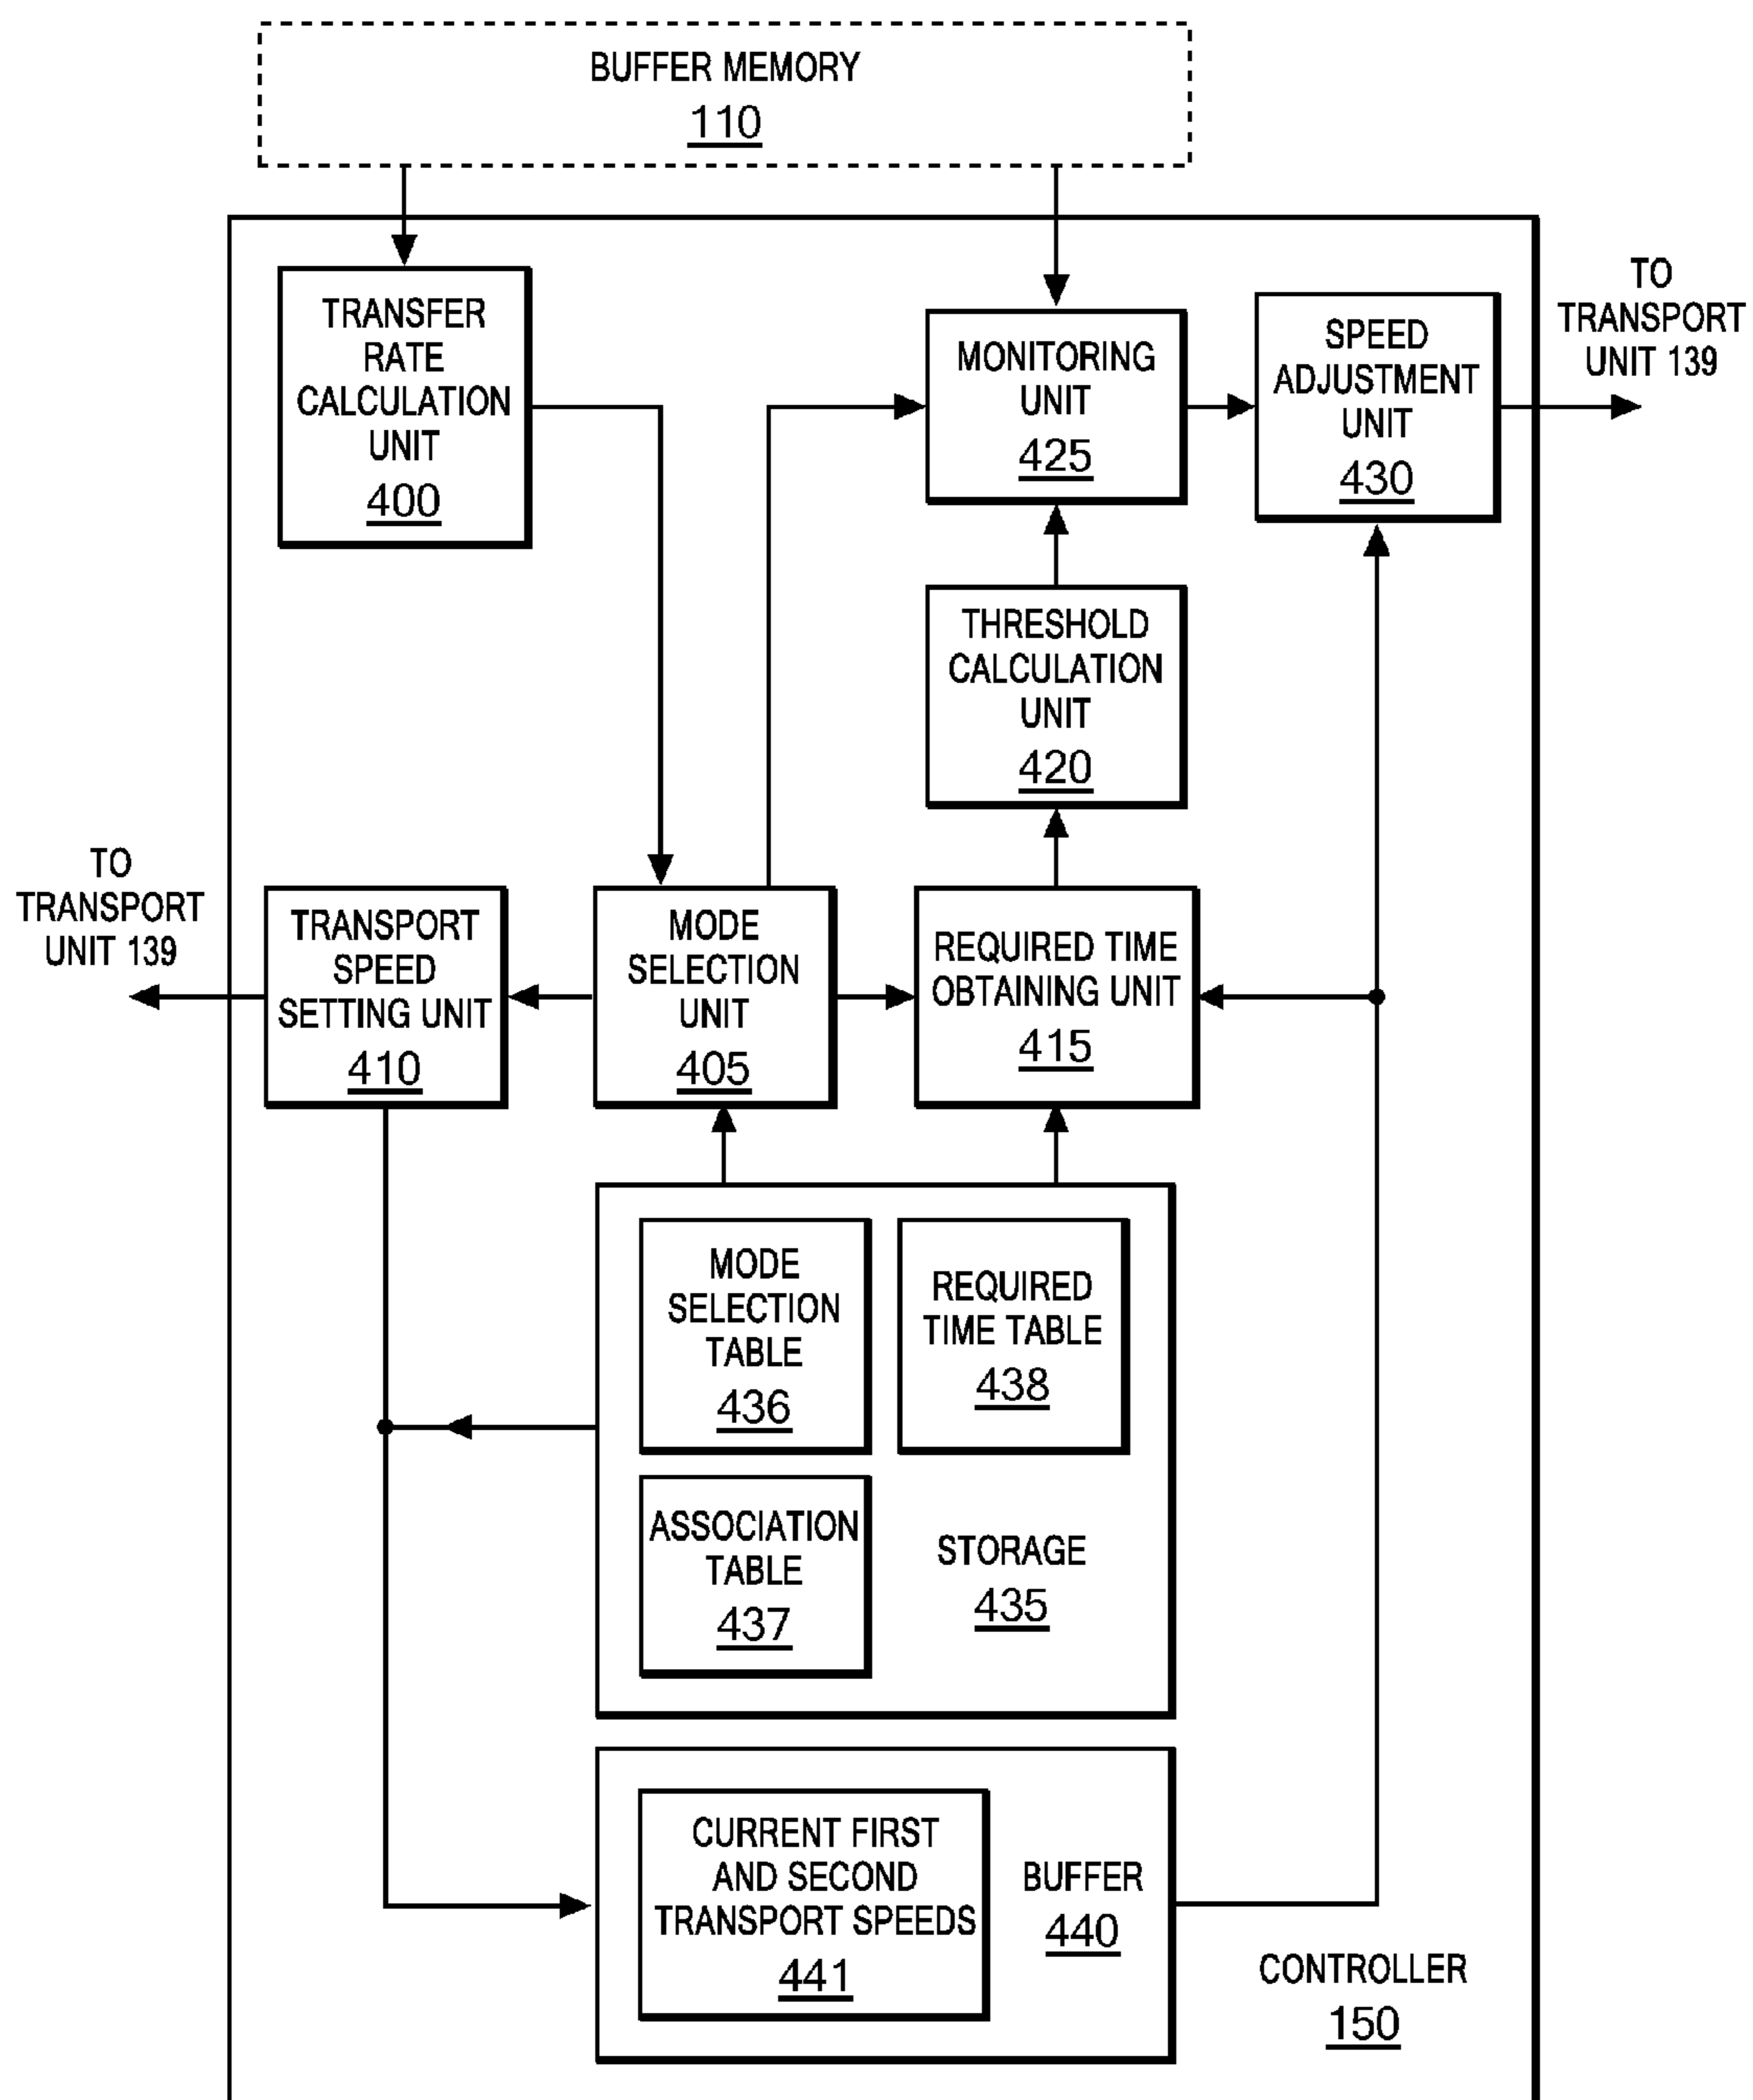 BUFFER MEMORY
110
TRANSFER
RATE
CALCULATION
UNIT
400
MONITORING
UNIT
425
SPEED
ADJUSTMENT
UNIT
430
TO
TRANSPORT
UNIT 139
THRESHOLD
CALCULATION
UNIT
420
TO
TRANSPORT
UNIT 139
TRANSPORT
SPEED
SETTING UNIT
410
MODE
SELECTION
UNIT
405
REQUIRED TIME
OBTAINING UNIT
415
MODE
SELECTION
TABLE
436
REQUIRED
TIME TABLE
438
ASSOCIATION
TABLE
437
STORAGE
435
CURRENT FIRST
AND SECOND
TRANSPORT SPEEDS
441
BUFFER
440
CONTROLLER
150